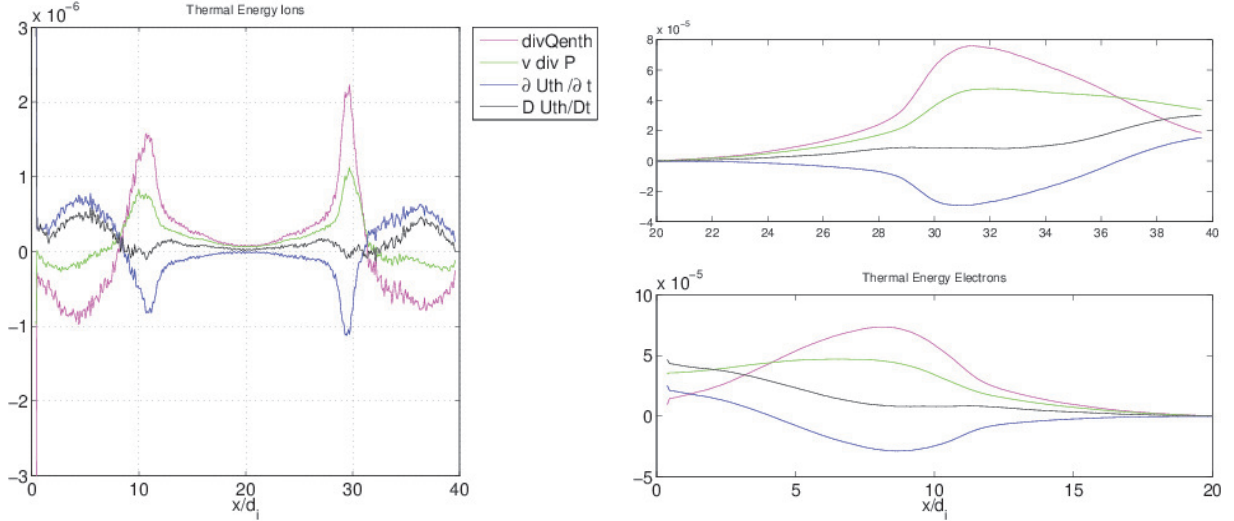 Thermal Energy Ions
x 10⁻⁶
3
2
1
0
−1
−2
−3
0 10 20 30 40
x/dᵢ
divQenth
v div P
∂ Uth /∂ t
D Uth/Dt
x 10⁻⁵
8
6
4
2
0
−2
−4
20 22 24 26 28 30 32 34 36 38 40
Thermal Energy Electrons
x 10⁻⁵
10
5
0
−5
0 5 10 15 20
x/dᵢ